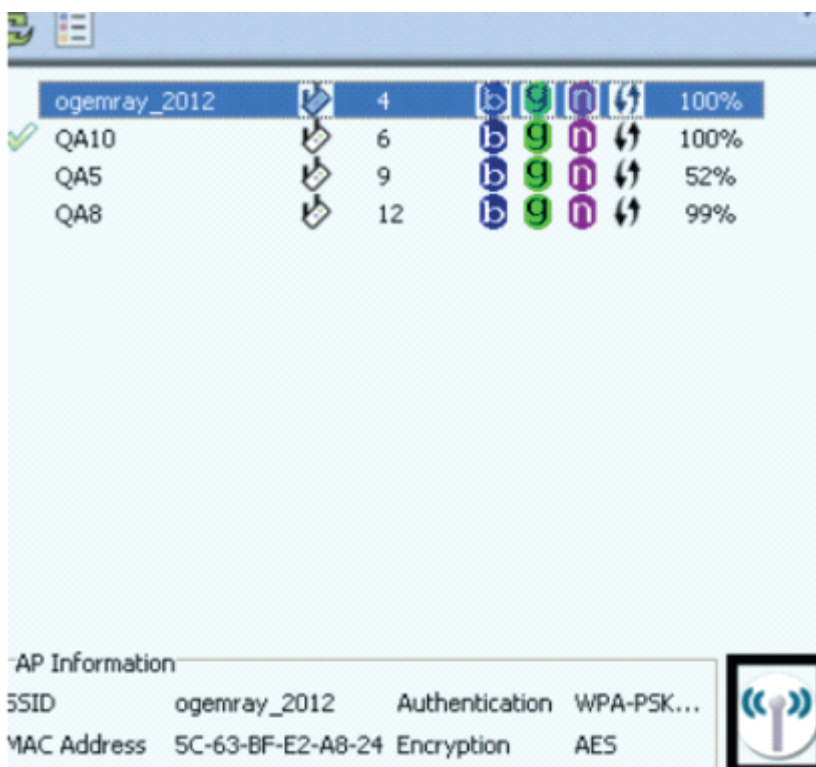 ogemray_2012 4 b g n 100%
QA10 6 b g n 100%
QA5 9 b g n 52%
QA8 12 b g n 99%
AP Information
SSID ogemray_2012 Authentication WPA-PSK...
MAC Address 5C-63-BF-E2-A8-24 Encryption AES